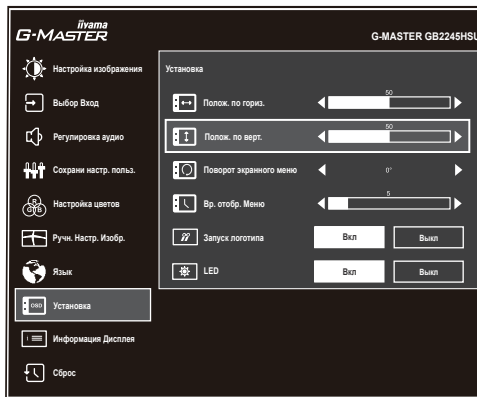 iiyama
G-MASTER
G-MASTER GB2245HSU
Настройка изображения
Выбор Вход
Регулировка аудио
Сохрани настр. польз.
R
G B
Настройка цветов
Ручн. Настр. Изобр.
Язык
OSD
Установка
i
Информация Дисплея
Сброс
Установка
Полож. по гориз.
50
Полож. по верт.
50
Поворот экранного меню
0°
Вр. отобр. Меню
5
Запуск логотипа
Вкл
Выкл
LED
Вкл
Выкл